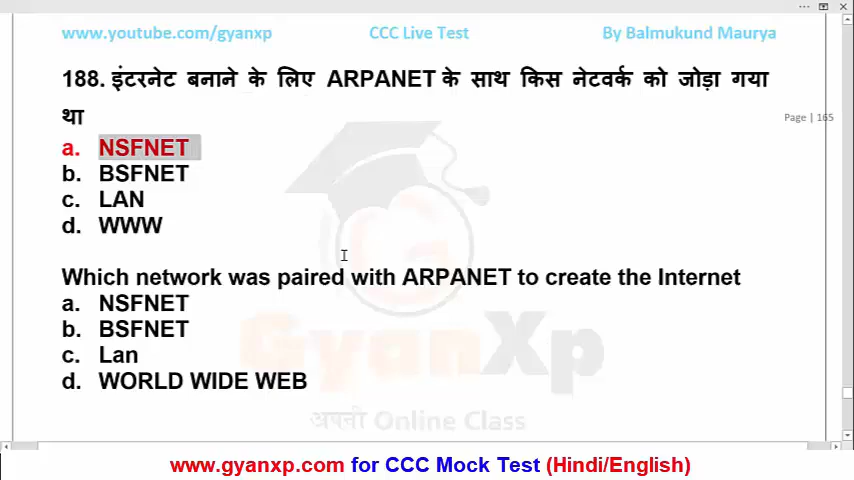 www.youtube.com/gyanxp CCC Live Test By Balmukund Maurya
188. इंटरनेट बनाने के लिए ARPANET के साथ किस नेटवर्क को जोड़ा गया
था
Page | 165
a. NSFNET
b. BSFNET
c. LAN
d. WWW
Which network was paired with ARPANET to create the Internet
a. NSFNET
b. BSFNET
c. Lan
d. WORLD WIDE WEB
GyanXp
अपनी Online Class
www.gyanxp.com for CCC Mock Test (Hindi/English)